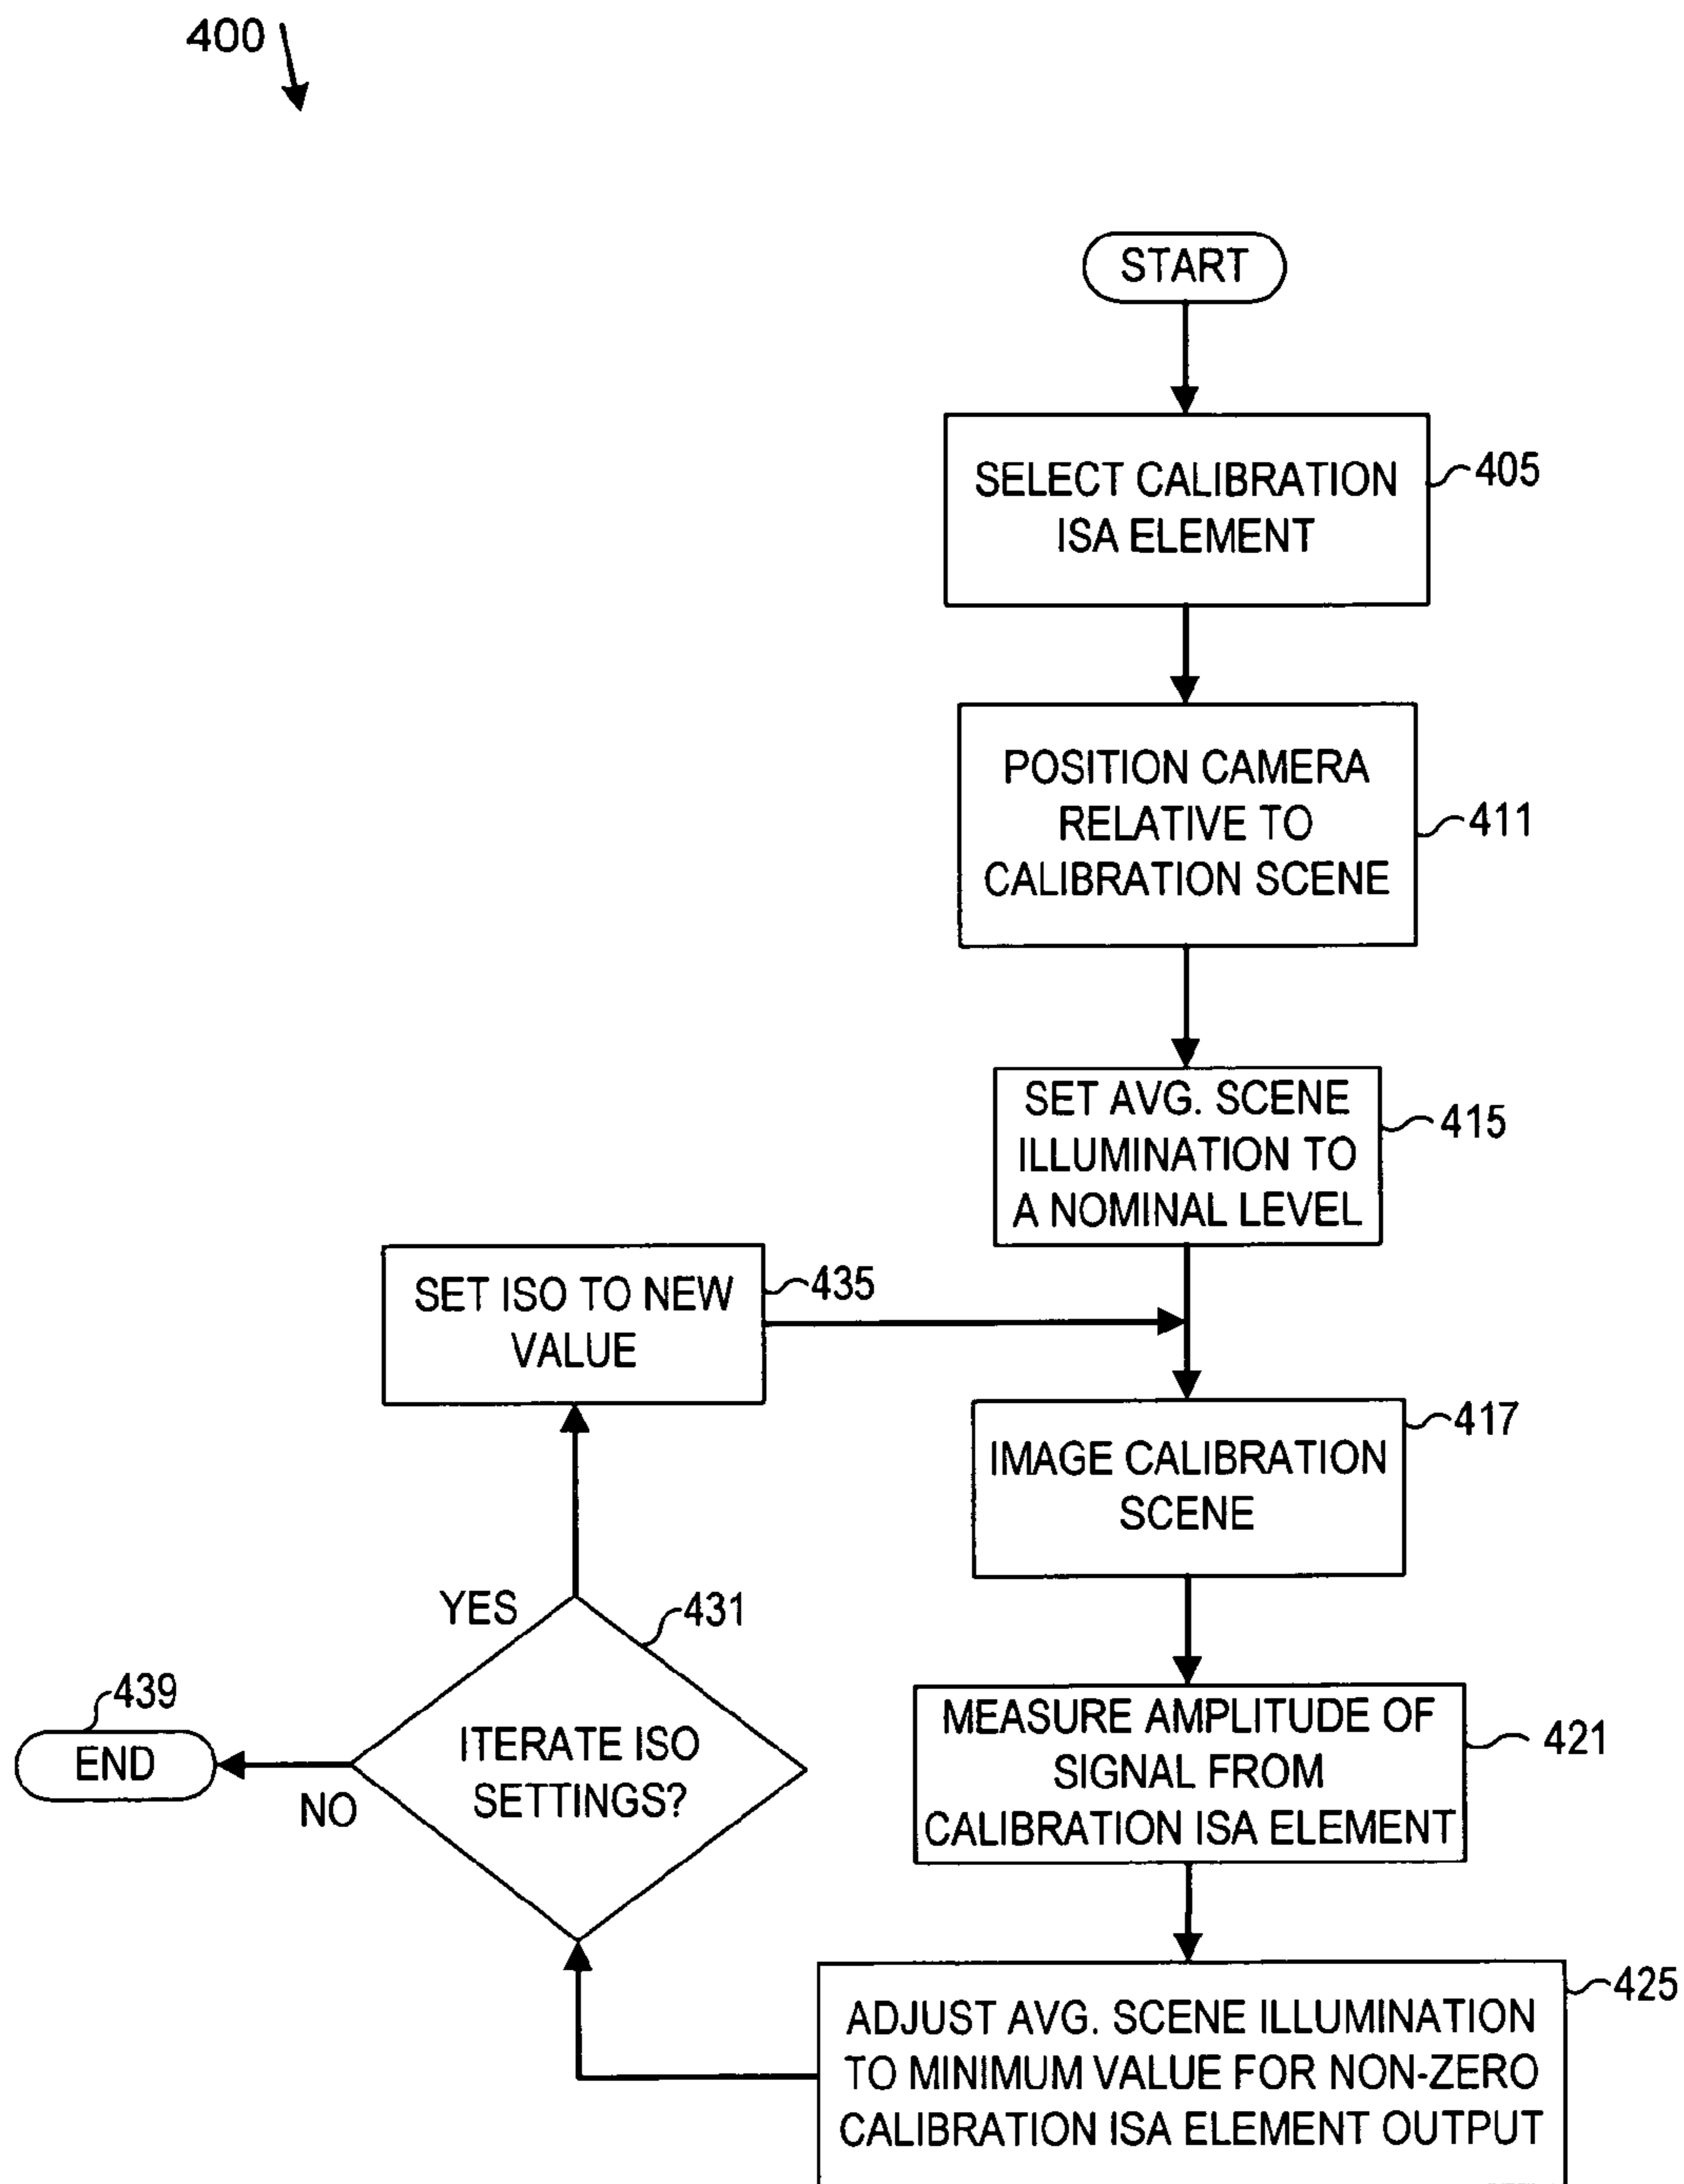 400
START
SELECT CALIBRATION
ISA ELEMENT
405
POSITION CAMERA
RELATIVE TO
CALIBRATION SCENE
411
SET AVG. SCENE
ILLUMINATION TO
A NOMINAL LEVEL
415
SET ISO TO NEW
VALUE
435
IMAGE CALIBRATION
SCENE
417
MEASURE AMPLITUDE OF
SIGNAL FROM
CALIBRATION ISA ELEMENT
421
ADJUST AVG. SCENE ILLUMINATION
TO MINIMUM VALUE FOR NON-ZERO
CALIBRATION ISA ELEMENT OUTPUT
425
ITERATE ISO
SETTINGS?
431
YES
NO
END
439